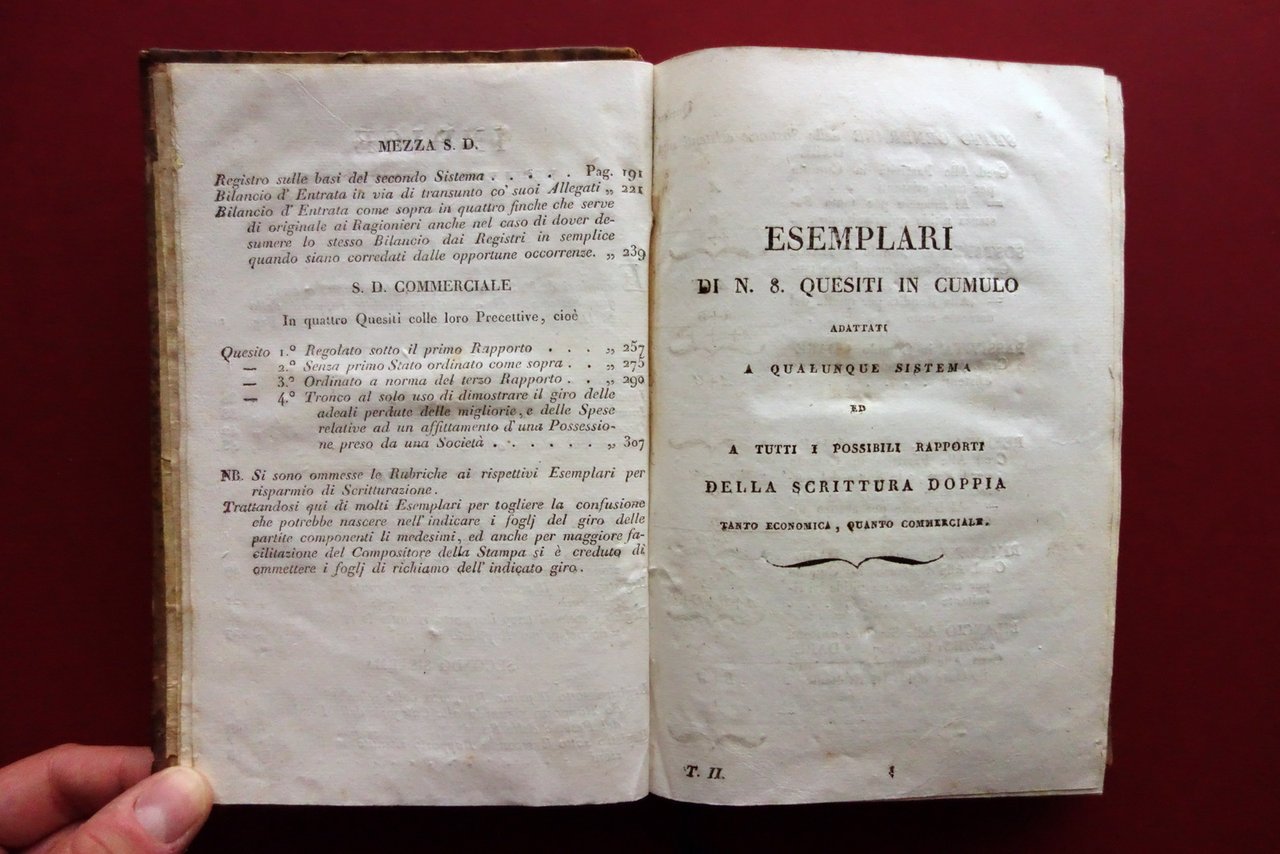 MEZZA S. D.
Registro sulle basi del secondo Sistema . . . . . Pag. 191
Bilancio d' Entrata in via di transunto co' suoi Allegati „ 221
Bilancio d' Entrata come sopra in quattro finche che serve
di originale ai Ragionieri anche nel caso di dover de-
sumere lo stesso Bilancio dai Registri in semplice
quando siano corredati dalle opportune occorrenze. „ 239
S. D. COMMERCIALE
In quattro Quesiti colle loro Precettive, cioè
Quesito 1.° Regolato sotto il primo Rapporto . . . „ 257
— 2.° Senza primo Stato ordinato come sopra . . „ 275
— 3.° Ordinato a norma del terzo Rapporto . . „ 290
— 4.° Tronco al solo uso di dimostrare il giro delle
adeali perdute delle migliorie, e delle Spese
relative ad un affittamento d'una Possessio-
ne preso da una Società . . . . . . „ 307
NB. Si sono ommesse le Rubriche ai rispettivi Esemplari per
risparmio di Scritturazione.
Trattandosi qui di molti Esemplari per togliere la confusione
che potrebbe nascere nell' indicare i foglj del giro delle
partite componenti li medesimi, ed anche per maggiore fa-
cilitazione del Compositore della Stampa si è creduto di
ommettere i foglj di richiamo dell' indicato giro.
ESEMPLARI
DI N. 8. QUESITI IN CUMULO
ADATTATI
A QUALUNQUE SISTEMA
ED
A TUTTI I POSSIBILI RAPPORTI
DELLA SCRITTURA DOPPIA
TANTO ECONOMICA, QUANTO COMMERCIALE.
T. II. 1